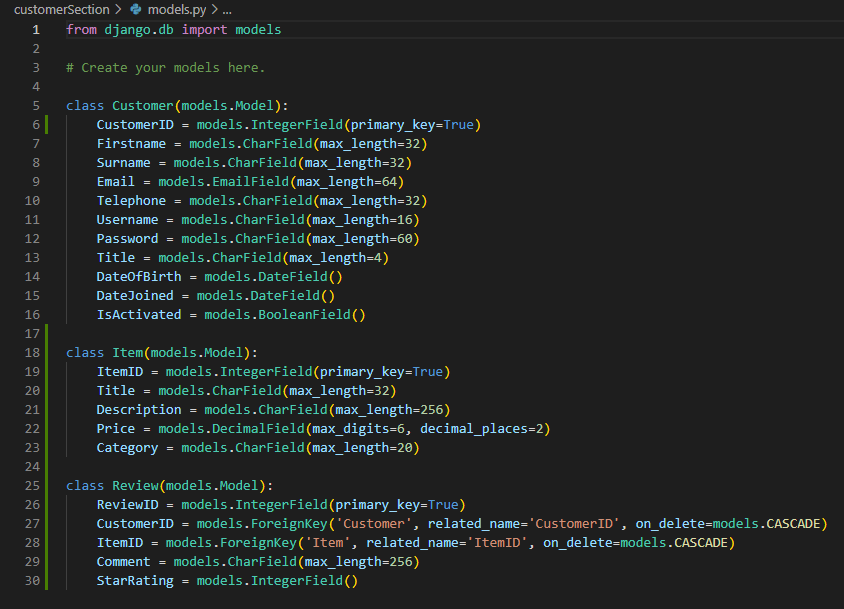 customerSection > models.py > ...
1 from django.db import models
2
3 # Create your models here.
4
5 class Customer(models.Model):
6     CustomerID = models.IntegerField(primary_key=True)
7     Firstname = models.CharField(max_length=32)
8     Surname = models.CharField(max_length=32)
9     Email = models.EmailField(max_length=64)
10     Telephone = models.CharField(max_length=32)
11     Username = models.CharField(max_length=16)
12     Password = models.CharField(max_length=60)
13     Title = models.CharField(max_length=4)
14     DateOfBirth = models.DateField()
15     DateJoined = models.DateField()
16     IsActivated = models.BooleanField()
17
18 class Item(models.Model):
19     ItemID = models.IntegerField(primary_key=True)
20     Title = models.CharField(max_length=32)
21     Description = models.CharField(max_length=256)
22     Price = models.DecimalField(max_digits=6, decimal_places=2)
23     Category = models.CharField(max_length=20)
24
25 class Review(models.Model):
26     ReviewID = models.IntegerField(primary_key=True)
27     CustomerID = models.ForeignKey('Customer', related_name='CustomerID', on_delete=models.CASCADE)
28     ItemID = models.ForeignKey('Item', related_name='ItemID', on_delete=models.CASCADE)
29     Comment = models.CharField(max_length=256)
30     StarRating = models.IntegerField()